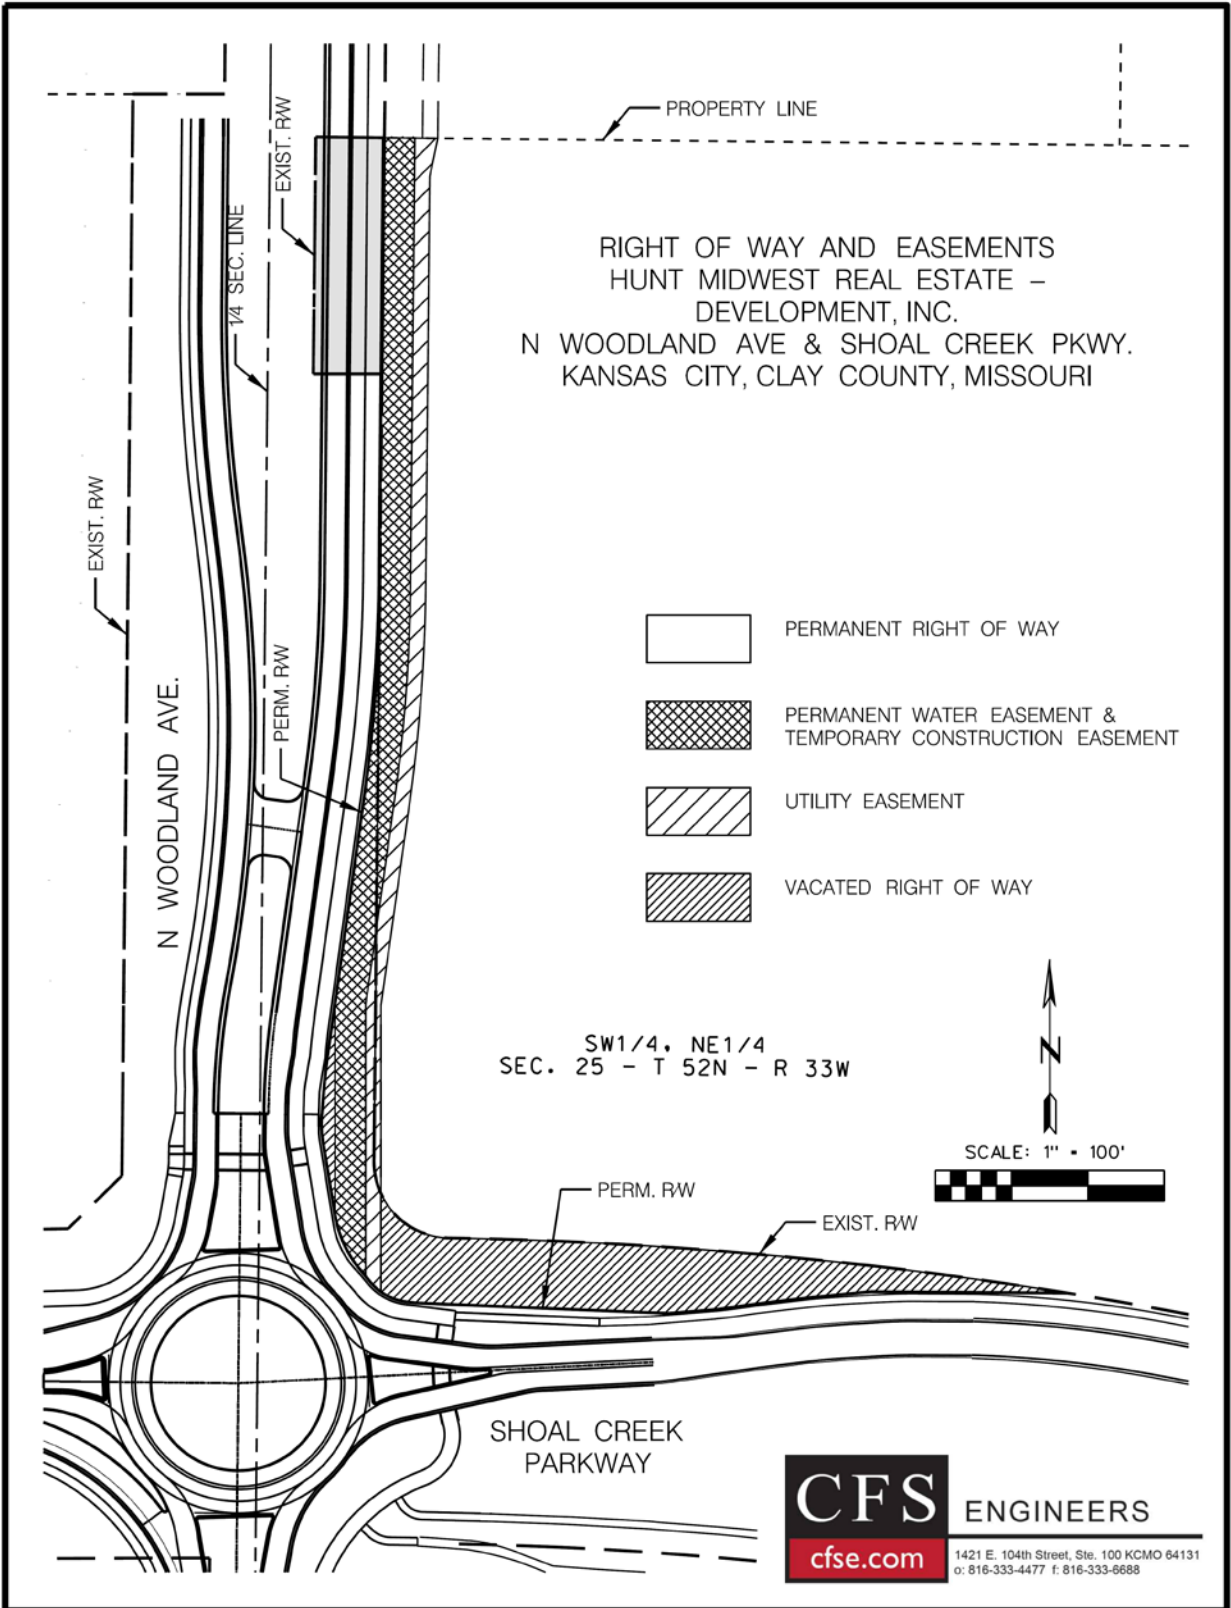 PROPERTY LINE
EXIST. R/W
1/4 SEC. LINE
RIGHT OF WAY AND EASEMENTS
HUNT MIDWEST REAL ESTATE –
DEVELOPMENT, INC.
N WOODLAND AVE & SHOAL CREEK PKWY.
KANSAS CITY, CLAY COUNTY, MISSOURI
EXIST. R/W
PERM. R/W
N WOODLAND AVE.
PERMANENT RIGHT OF WAY
PERMANENT WATER EASEMENT &
TEMPORARY CONSTRUCTION EASEMENT
UTILITY EASEMENT
VACATED RIGHT OF WAY
SW1/4, NE1/4
SEC. 25 - T 52N - R 33W
N
SCALE: 1" = 100'
PERM. R/W
EXIST. R/W
SHOAL CREEK
PARKWAY
CFS ENGINEERS
cfse.com
1421 E. 104th Street, Ste. 100 KCMO 64131
o: 816-333-4477 f: 816-333-6688